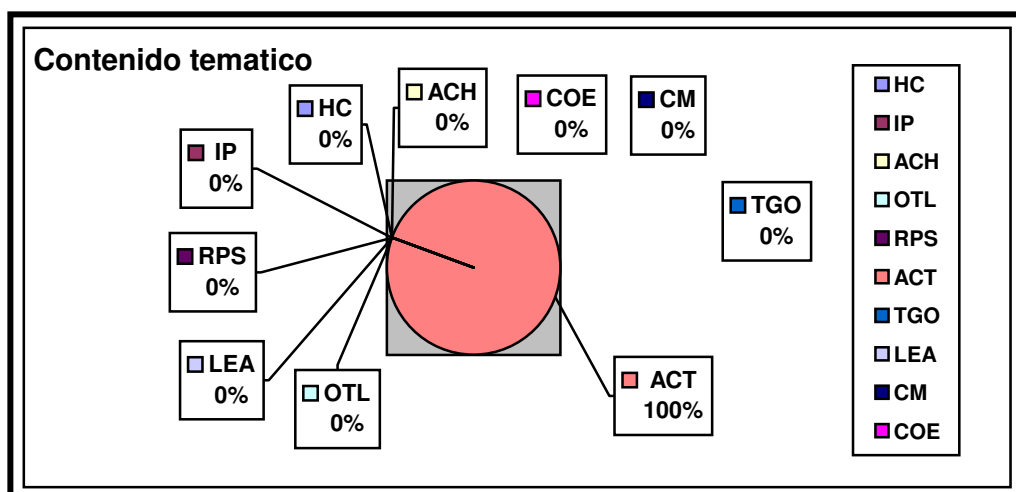 Contenido tematico
HC
0%
ACH
0%
COE
0%
CM
0%
IP
0%
TGO
0%
RPS
0%
LEA
0%
OTL
0%
ACT
100%
HC
IP
ACH
OTL
RPS
ACT
TGO
LEA
CM
COE